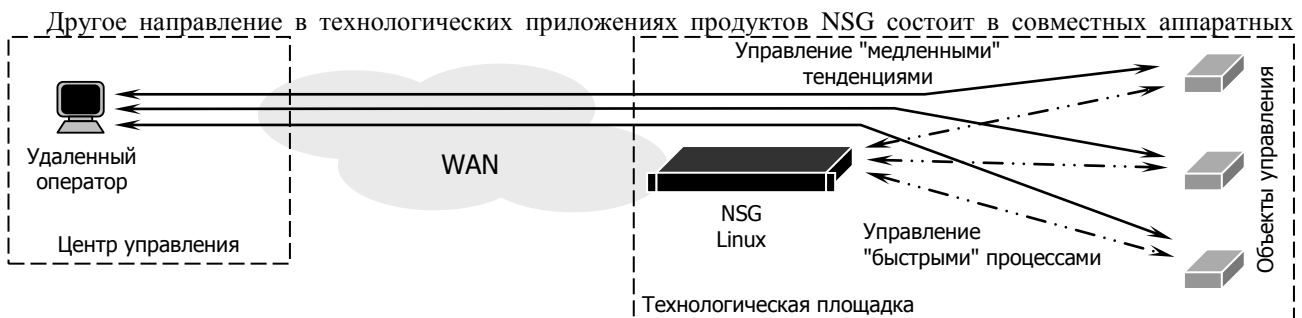 Другое направление в технологических приложениях продуктов NSG состоит в совместных аппаратных
Управление "медленными"
тенденциями
Удаленный
оператор
WAN
NSG
Linux
Управление
"быстрыми" процессами
Объекты управления
Центр управления
Технологическая площадка